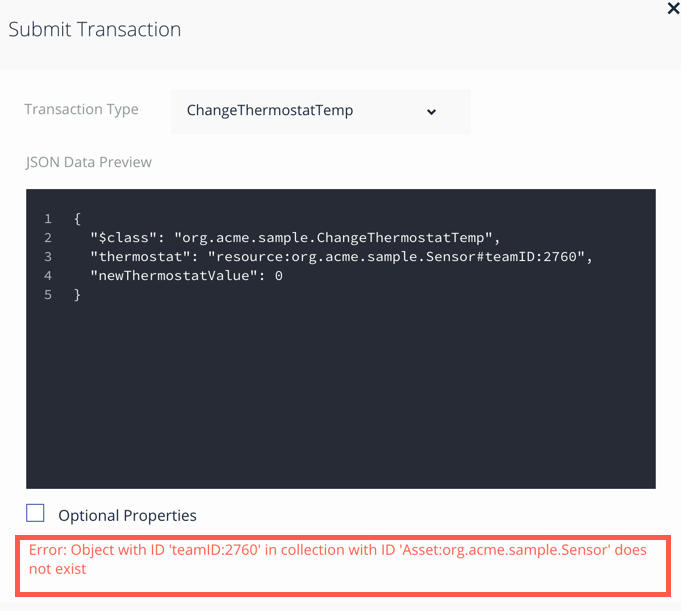 Submit Transaction
Transaction Type
ChangeThermostatTemp
JSON Data Preview
1 {
2 "$class": "org.acme.sample.ChangeThermostatTemp",
3 "thermostat": "resource:org.acme.sample.Sensor#teamID:2760",
4 "newThermostatValue": 0
5 }
Optional Properties
Error: Object with ID 'teamID:2760' in collection with ID 'Asset:org.acme.sample.Sensor' does
not exist